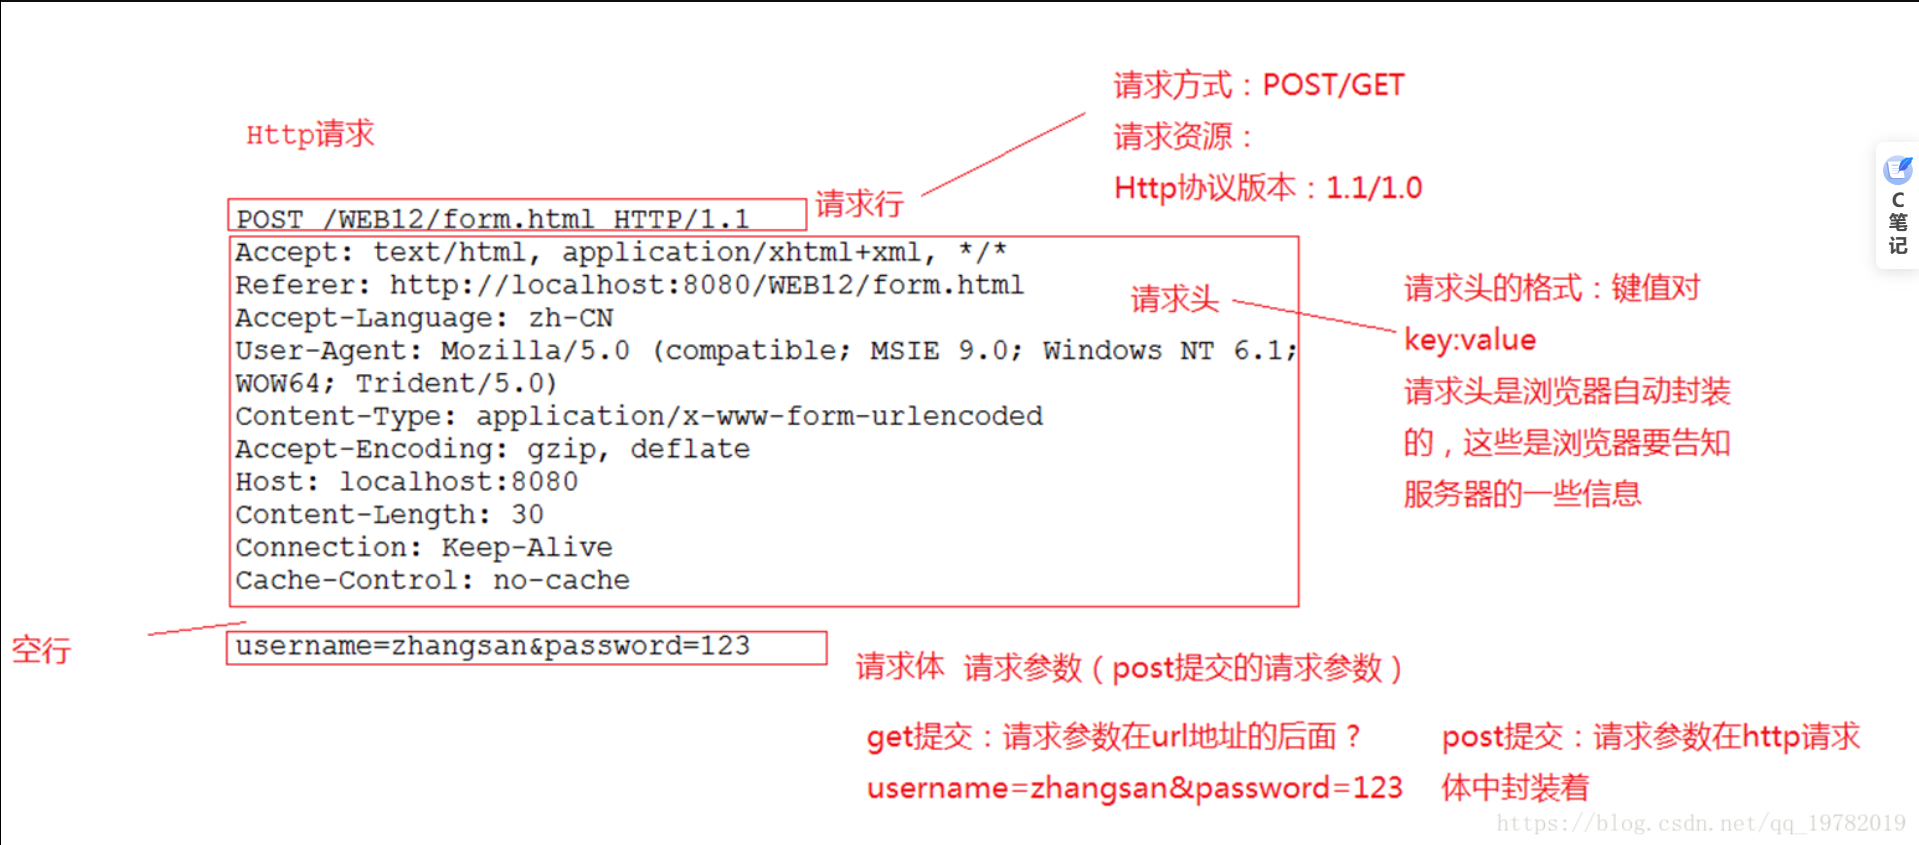 请求方式：POST/GET
Http请求
请求资源：
Http协议版本：1.1/1.0
POST /WEB12/form.html HTTP/1.1
请求行
Accept: text/html, application/xhtml+xml, */*
Referer: http://localhost:8080/WEB12/form.html
Accept-Language: zh-CN
User-Agent: Mozilla/5.0 (compatible; MSIE 9.0; Windows NT 6.1;
WOW64; Trident/5.0)
Content-Type: application/x-www-form-urlencoded
Accept-Encoding: gzip, deflate
Host: localhost:8080
Content-Length: 30
Connection: Keep-Alive
Cache-Control: no-cache
请求头
请求头的格式：键值对
key:value
请求头是浏览器自动封装
的，这些是浏览器要告知
服务器的一些信息
C
笔
记
空行
username=zhangsan&password=123
请求体 请求参数（post提交的请求参数）
get提交：请求参数在url地址的后面？
username=zhangsan&password=123
post提交：请求参数在http请求
体中封装着
https://blog.csdn.net/qq_19782019